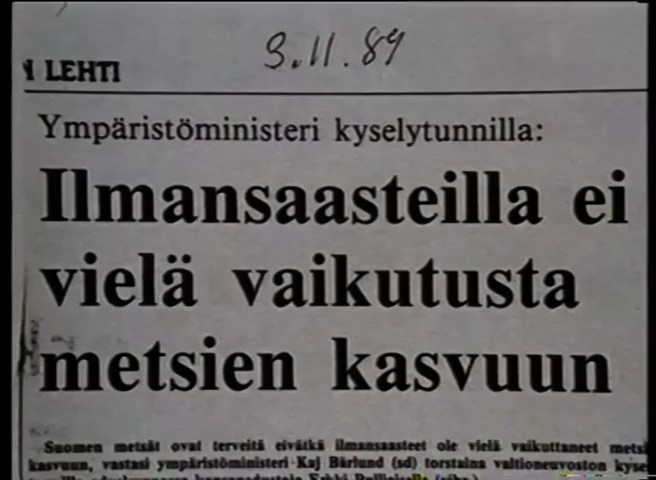 LEHTI
3.11.89
Ympäristöministeri kyselytunnilla:
Ilmansaasteilla ei
vielä vaikutusta
metsien kasvuun
Suomen metsät ovat terveitä eivätkä ilmansaasteet ole vielä vaikuttaneet
kasvuun, vastasi ympäristöministeri Kaj Bärlund (sd) torstaina valtioneuvoston kyse